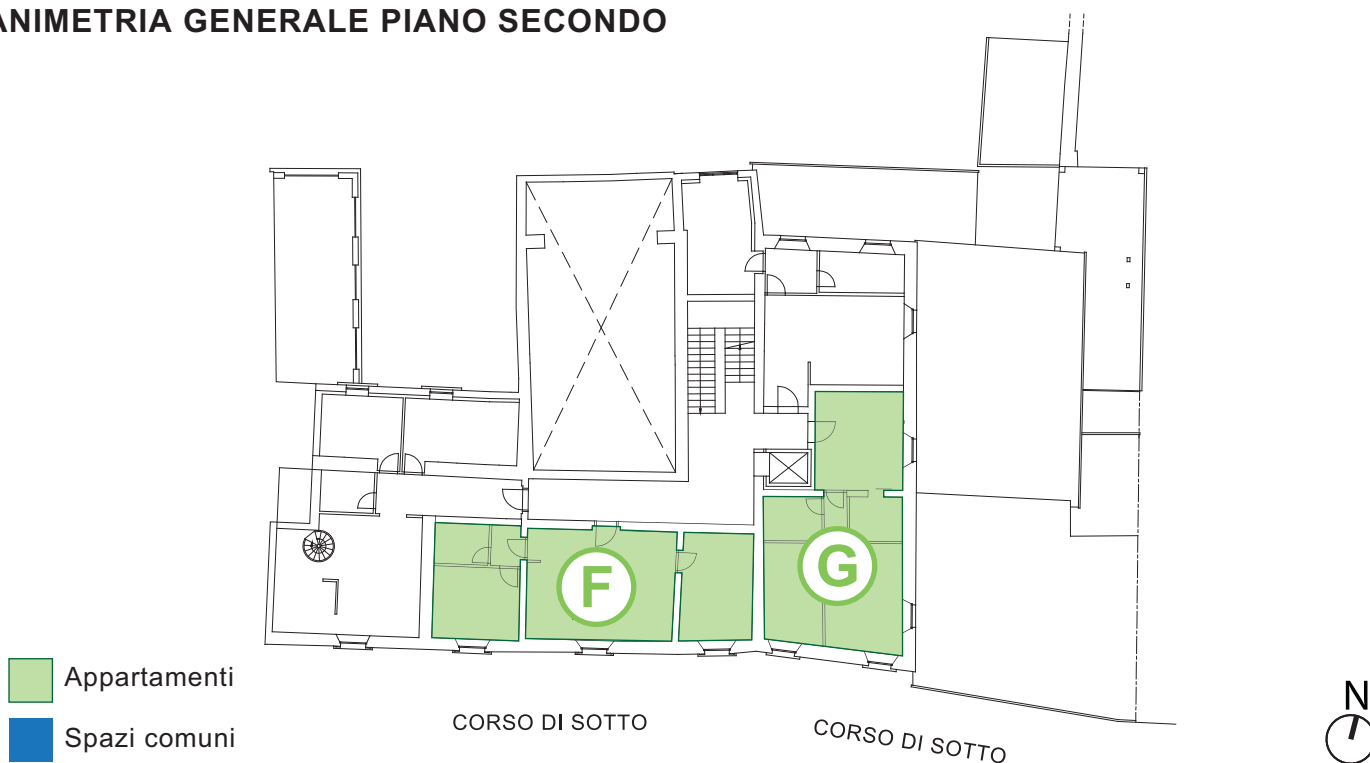 ANIMETRIA GENERALE PIANO SECONDO
F
G
Appartamenti
Spazi comuni
CORSO DI SOTTO
CORSO DI SOTTO
N